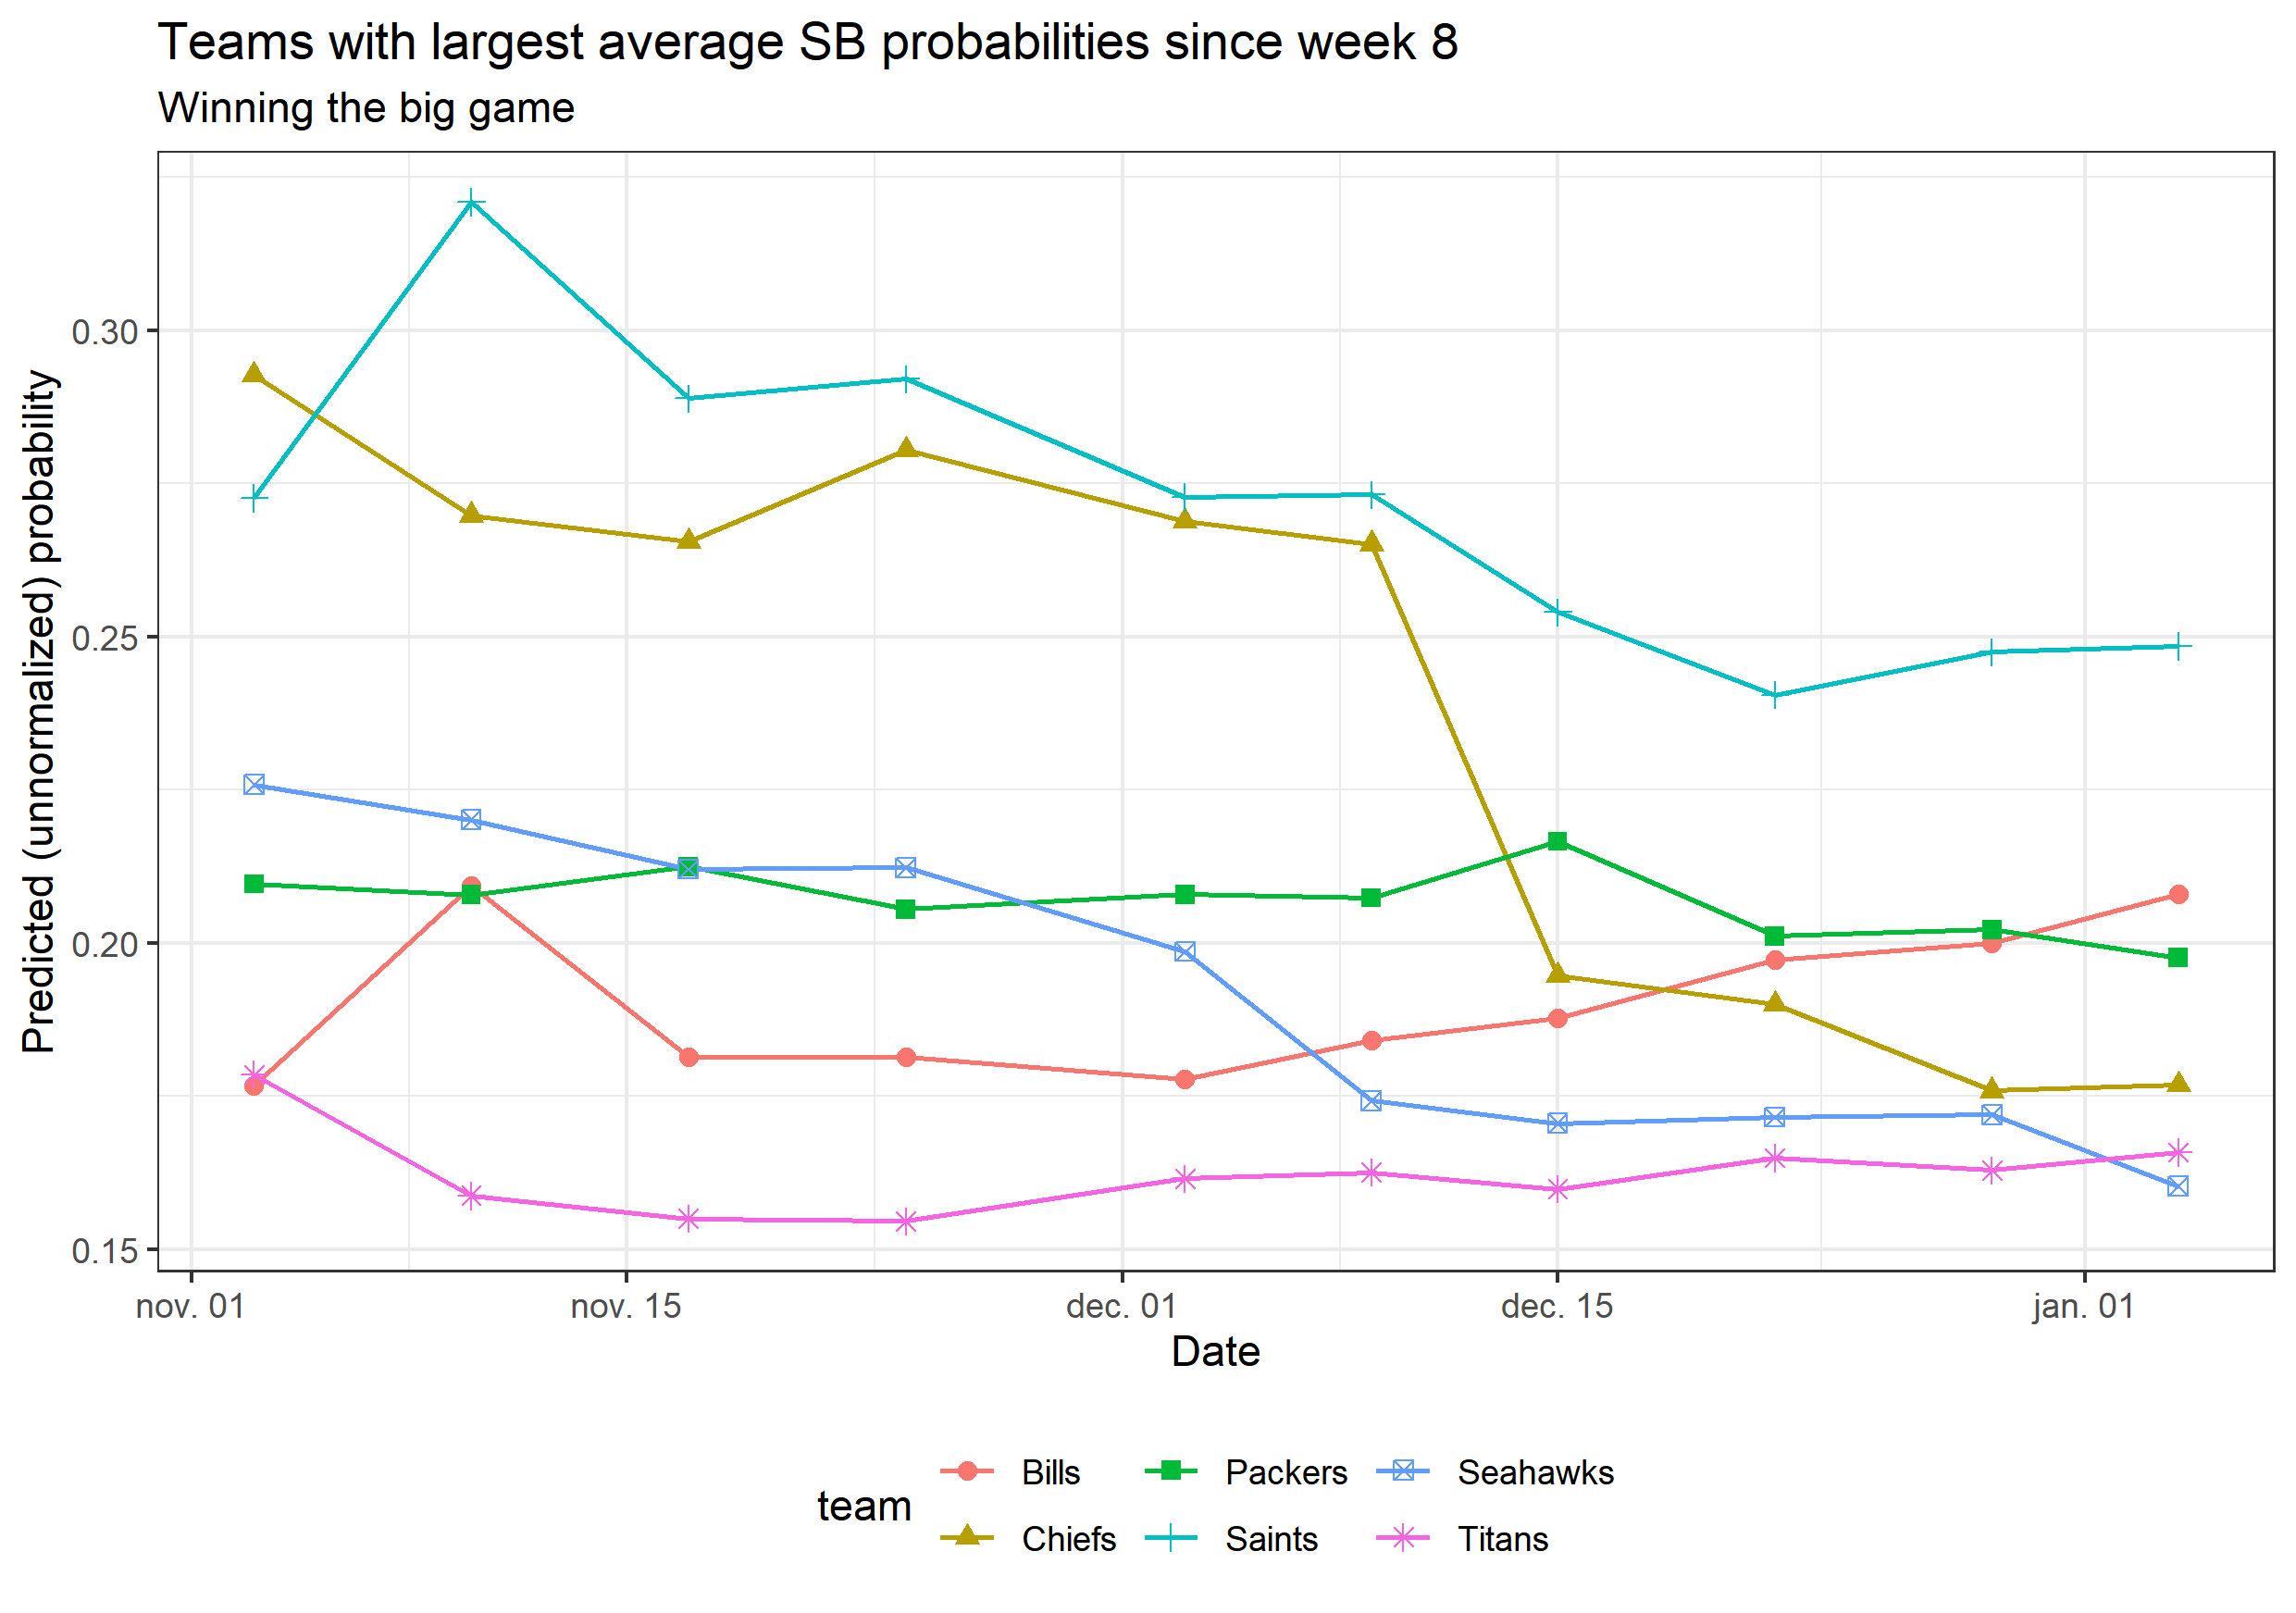 Teams with largest average SB probabilities since week 8
Winning the big game
Predicted (unnormalized) probability
0.30
0.25
0.20
0.15
nov. 01
nov. 15
dec. 01
dec. 15
jan. 01
Date
team
Bills
Packers
Seahawks
Chiefs
Saints
Titans